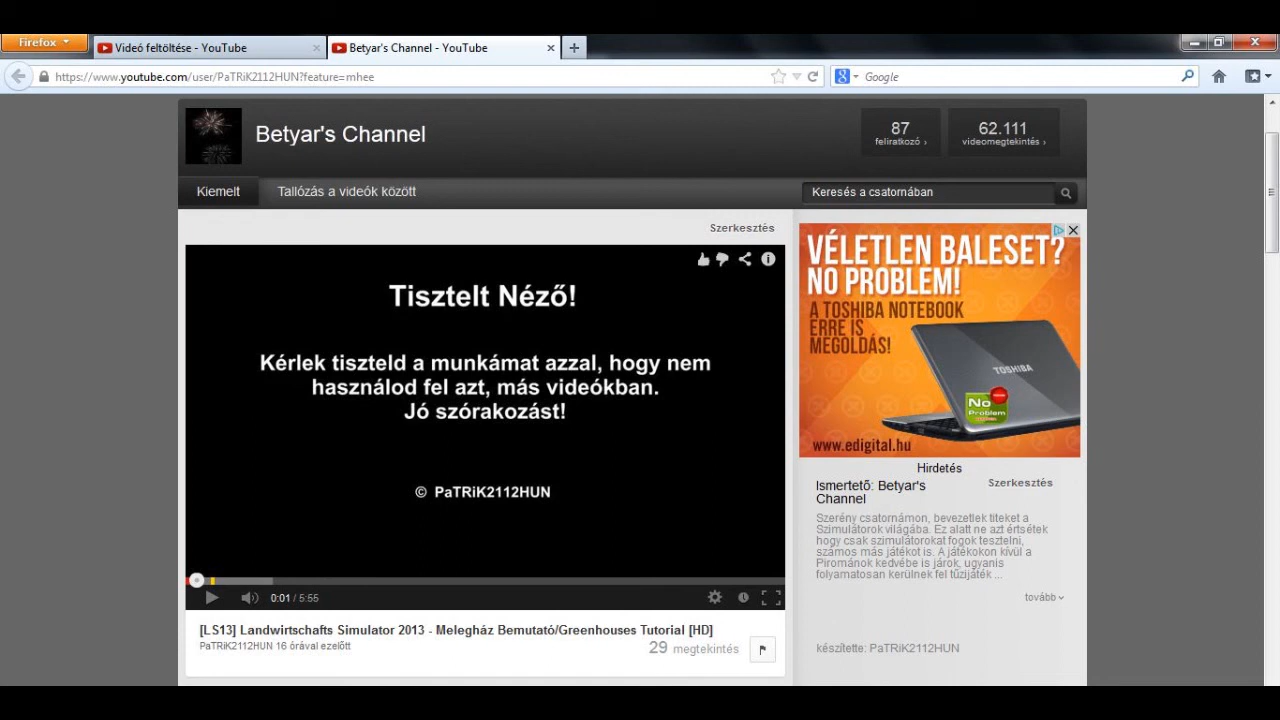 Firefox
Videó feltöltése - YouTube
Betyar's Channel - YouTube
https://www.youtube.com/user/PaTRiK2112HUN?feature=mhee
Google
Betyar's Channel
87
feliratkozó ›
62.111
videomegtekintés ›
Kiemelt
Tallózás a videók között
Keresés a csatornában
Szerkesztés
Tisztelt Néző!
Kérlek tiszteld a munkámat azzal, hogy nem
használod fel azt, más videókban.
Jó szórakozást!
© PaTRiK2112HUN
0:01 / 5:55
[LS13] Landwirtschafts Simulator 2013 - Melegház Bemutató/Greenhouses Tutorial [HD]
PaTRiK2112HUN 16 órával ezelőtt
29 megtekintés
VÉLETLEN BALESET?
NO PROBLEM!
A TOSHIBA NOTEBOOK
ERRE IS
MEGOLDÁS!
TOSHIBA
No
Problem
www.edigital.hu
Hirdetés
Ismertető: Betyar's
Channel
Szerkesztés
Szerény csatornámon, bevezetlek titeket a
Szimulátorok világába. Ez alatt ne azt értsétek
hogy csak szimulátorokat fogok tesztelni,
számos más játékot is. A játékokon kívül a
Pirománok kedvébe is járok, ugyanis
folyamatosan kerülnek fel tűzijáték ...
tovább
készítette: PaTRiK2112HUN